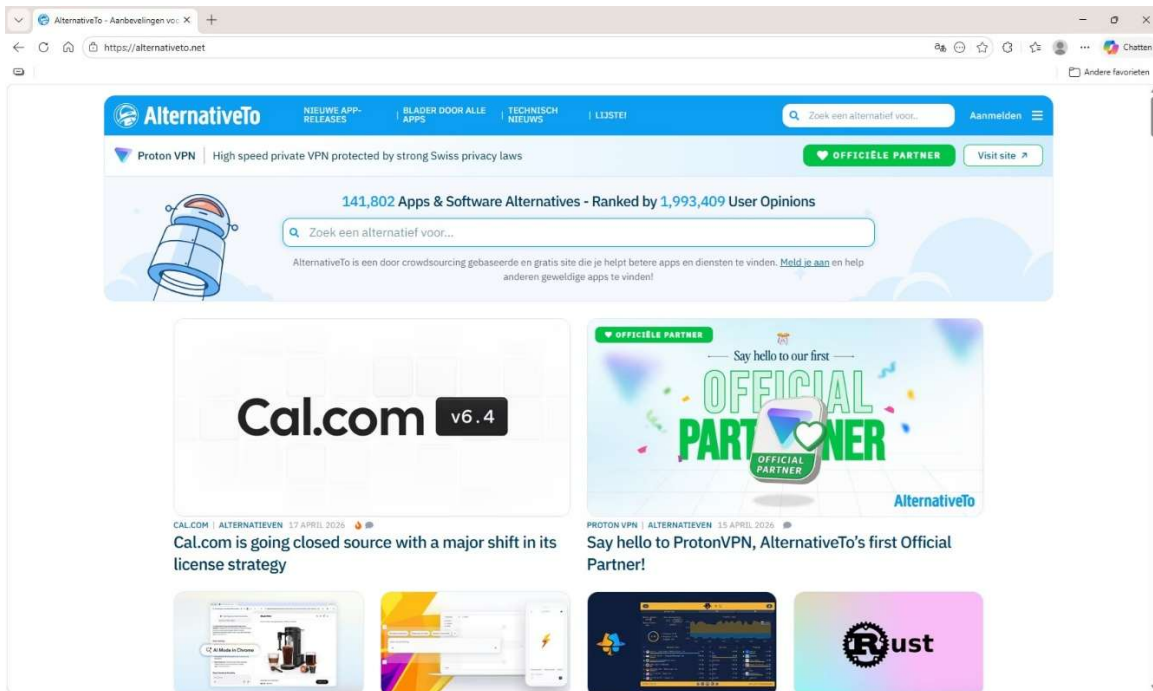 AlternativeTo - Aanbevelingen voo
https://alternativeto.net
Chatten
Andere favorieten
AlternativeTo
NIEUWE APP-
RELEASES
BLADER DOOR ALLE
APPS
TECHNISCH
NIEUWS
Zoek een alternatief voor..
Aanmelden
Proton VPN
High speed private VPN protected by strong Swiss privacy laws
OFFICIËLE PARTNER
Visit site
141,802 Apps & Software Alternatives - Ranked by 1,993,409 User Opinions
Zoek een alternatief voor...
AlternativeTo is een door crowdsourcing gebaseerde en gratis site die je helpt betere apps en diensten te vinden. Meld je aan en help
anderen geweldige apps te vinden!
Cal.com v6.4
OFFICIËLE PARTNER
Say hello to our first
OFFICIAL
PARTNER
OFFICIAL
PARTNER
AlternativeTo
CAL.COM | ALTERNATIEVEN 17 APRIL 2026
Cal.com is going closed source with a major shift in its
license strategy
PROTON VPN | ALTERNATIEVEN 15 APRIL 2026
Say hello to ProtonVPN, AlternativeTo's first Official
Partner!
AI Mode in Chrome
Rust